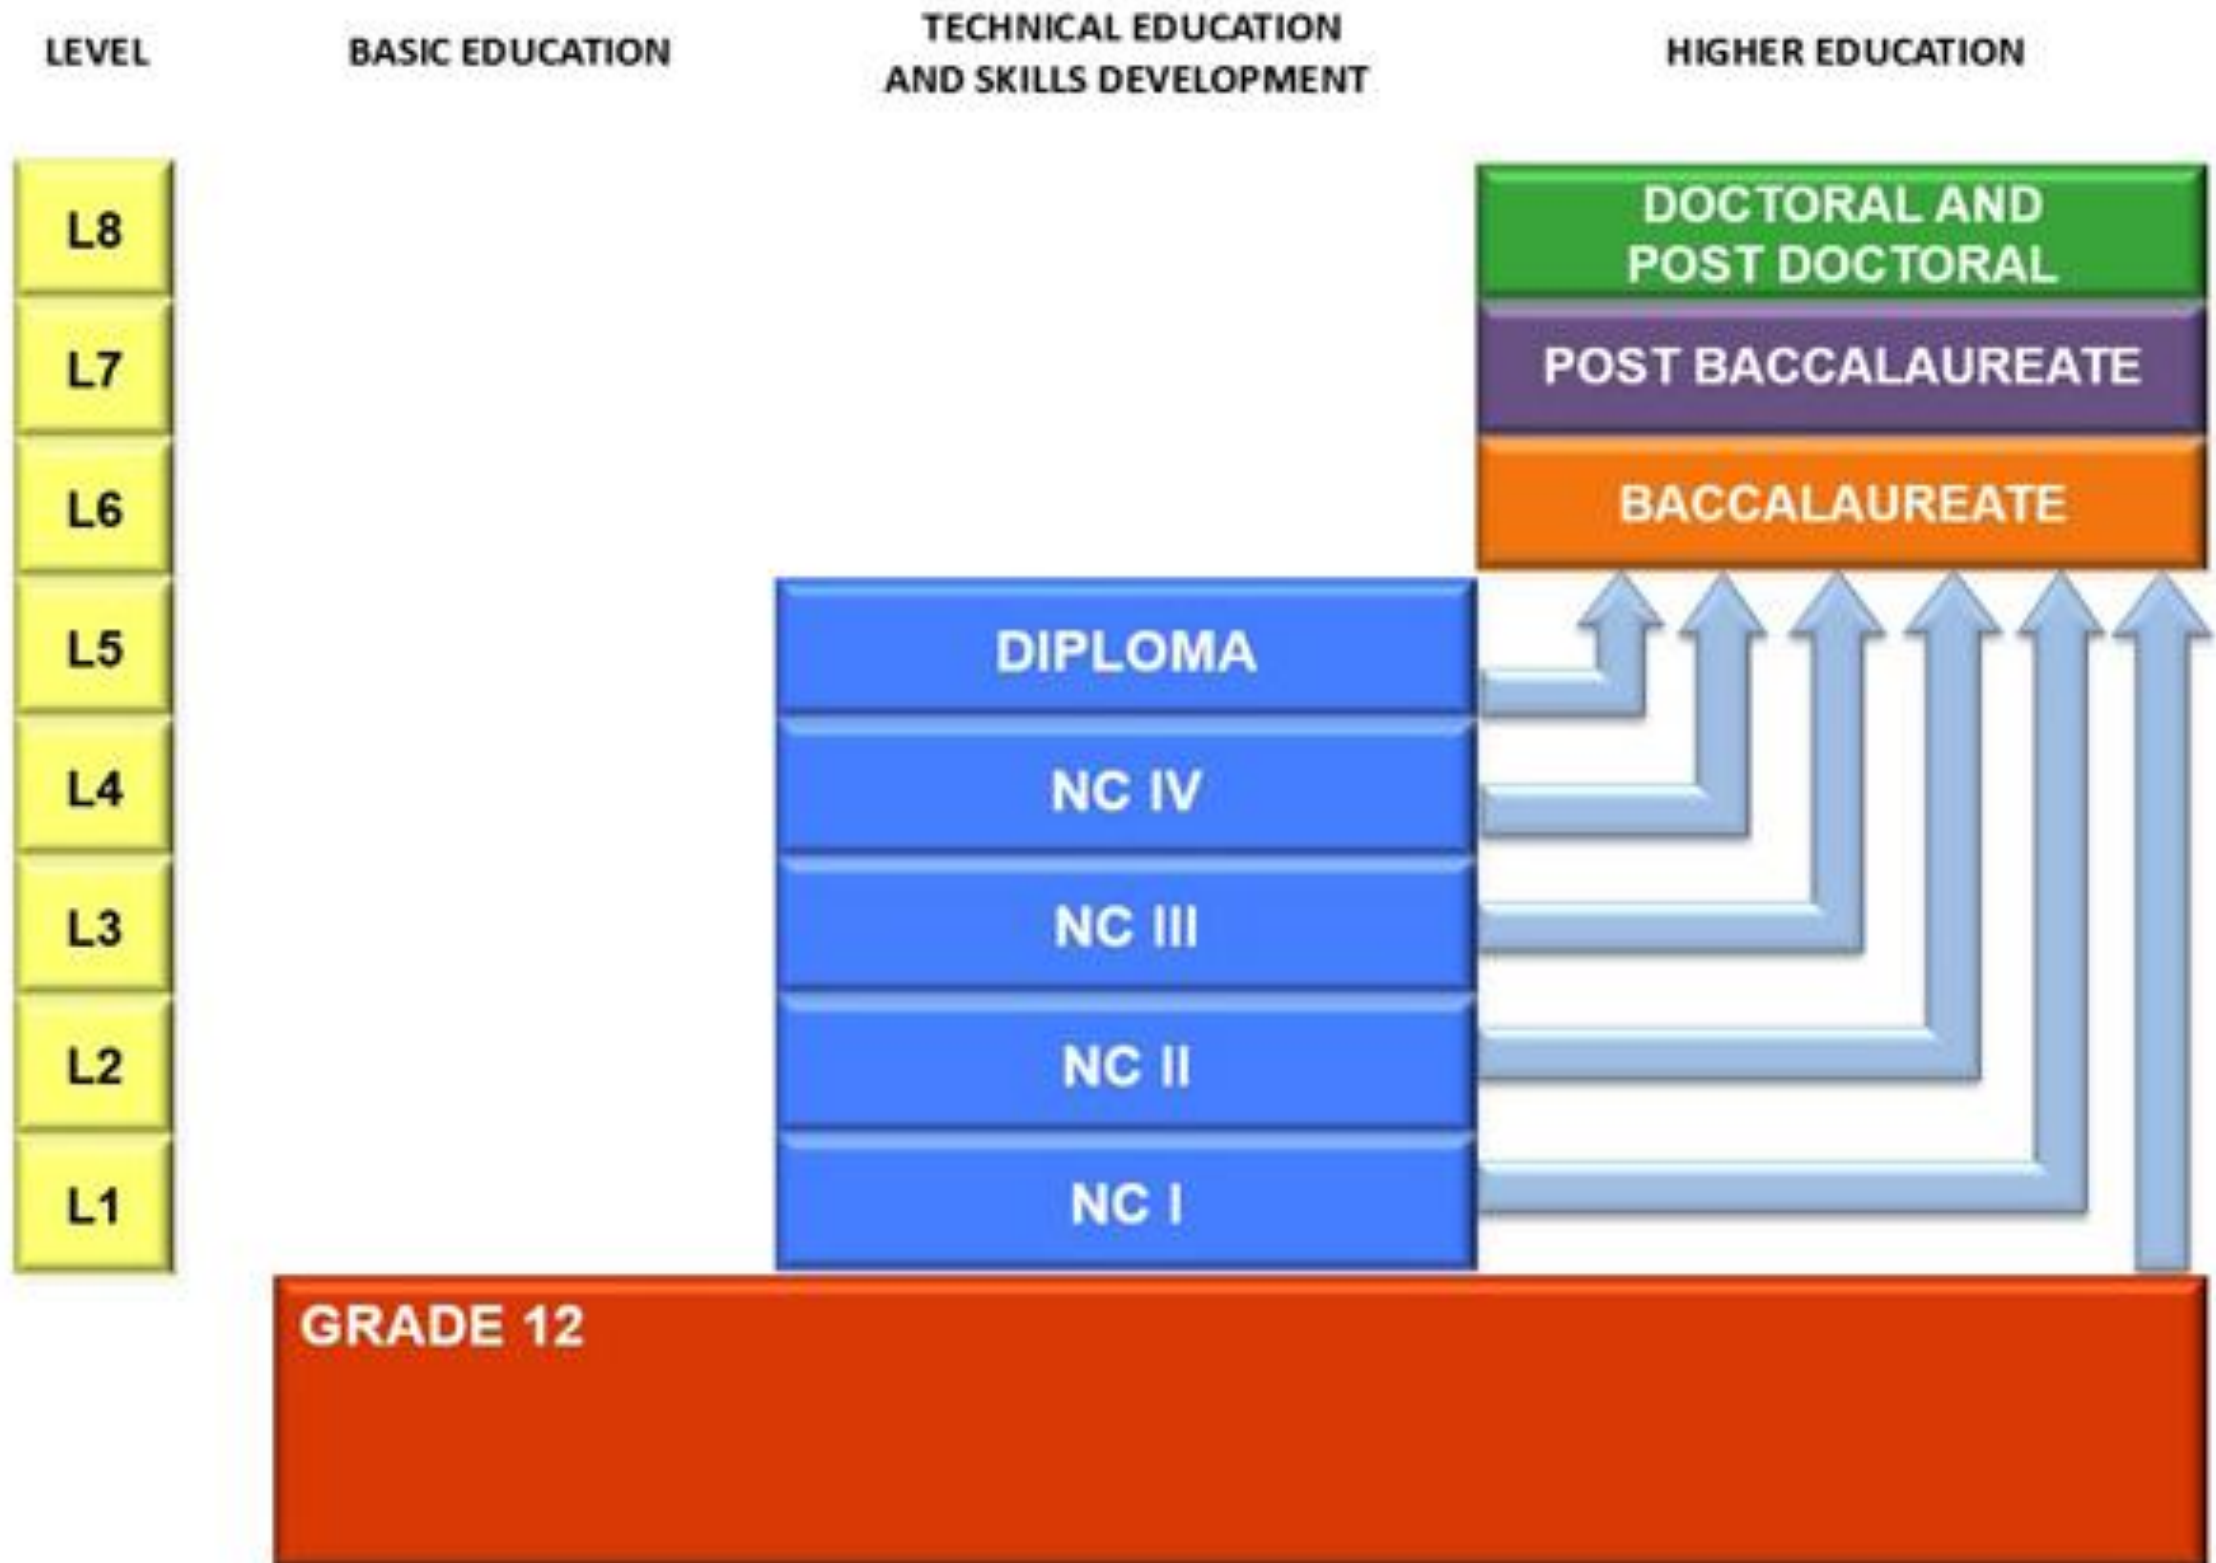 LEVEL
BASIC EDUCATION
TECHNICAL EDUCATION
AND SKILLS DEVELOPMENT
HIGHER EDUCATION
L8
DOCTORAL AND
POST DOCTORAL
L7
POST BACCALAUREATE
L6
BACCALAUREATE
L5
DIPLOMA
L4
NC IV
L3
NC III
L2
NC II
L1
NC I
GRADE 12